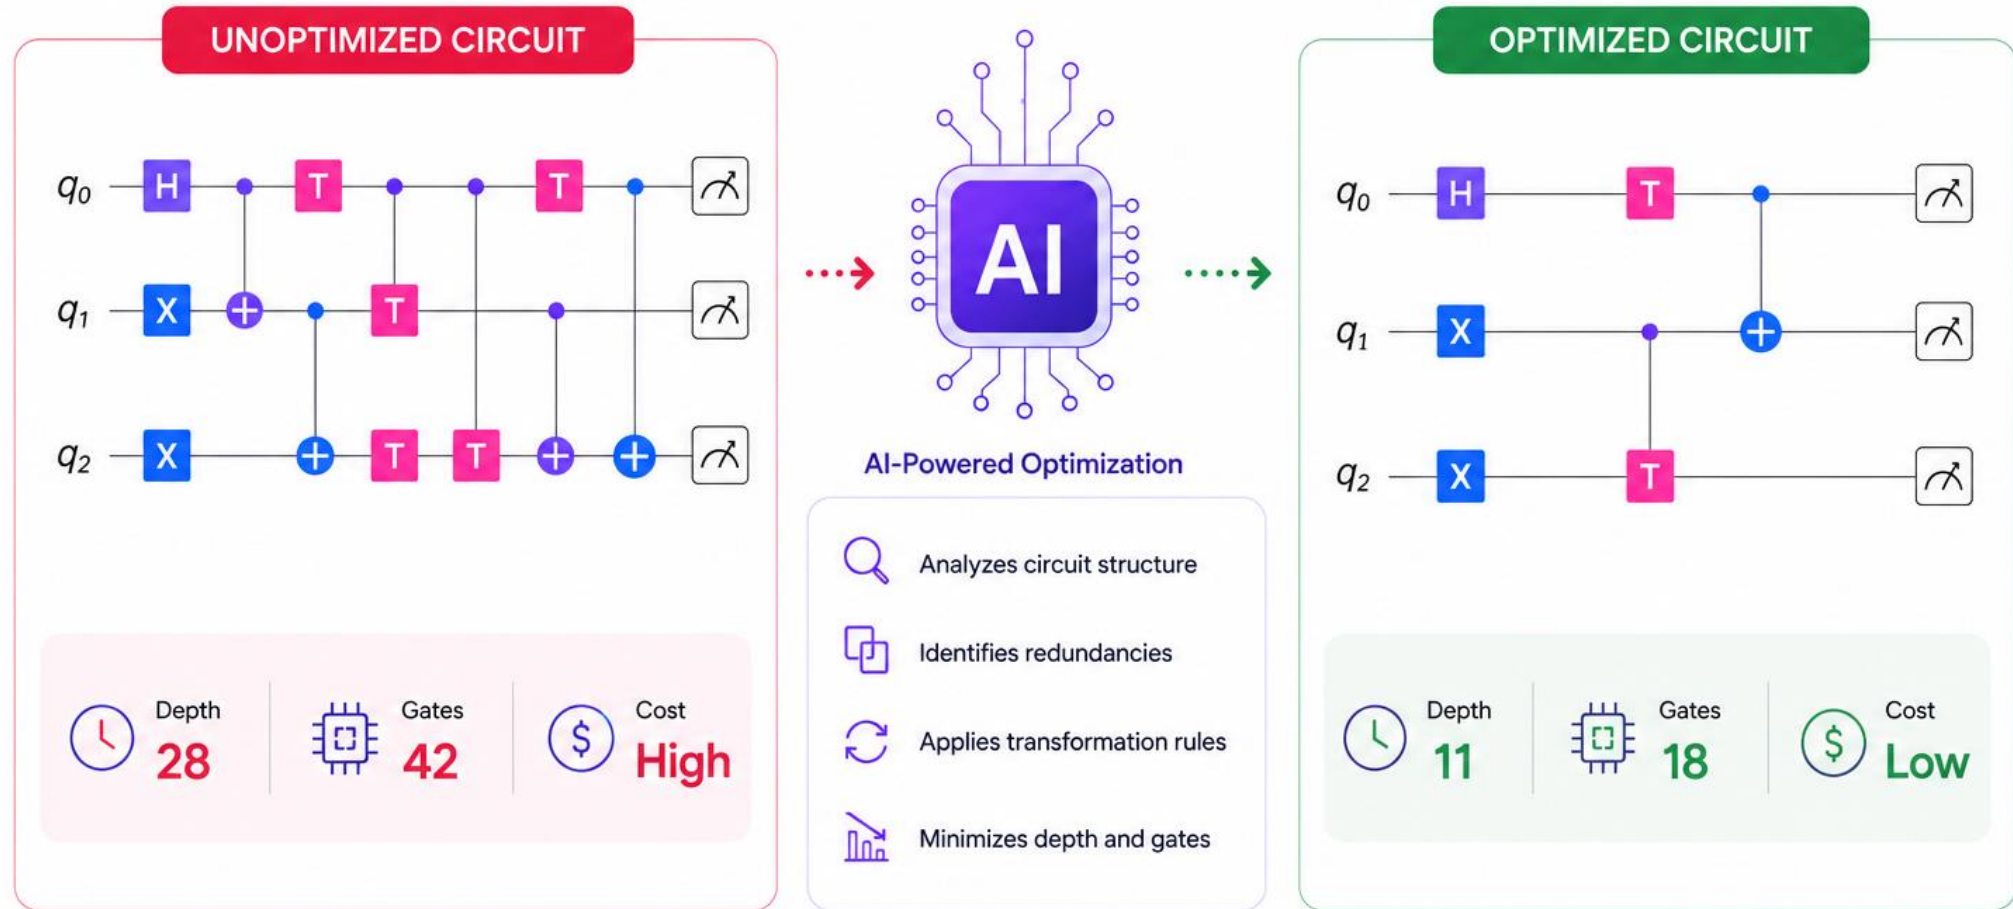 UNOPTIMIZED CIRCUIT
q0 H T T
q1 X T
q2 X T T
Depth
28
Gates
42
Cost
High
AI
AI-Powered Optimization
Analyzes circuit structure
Identifies redundancies
Applies transformation rules
Minimizes depth and gates
OPTIMIZED CIRCUIT
q0 H T
q1 X
q2 X T
Depth
11
Gates
18
Cost
Low